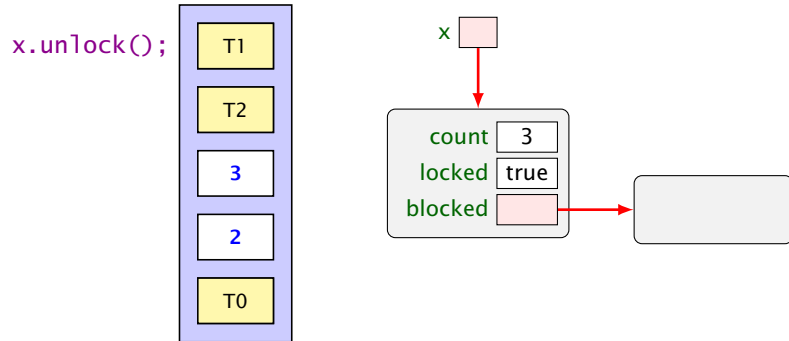 x.unlock();
T1
T2
3
2
T0
x
count 3
locked true
blocked